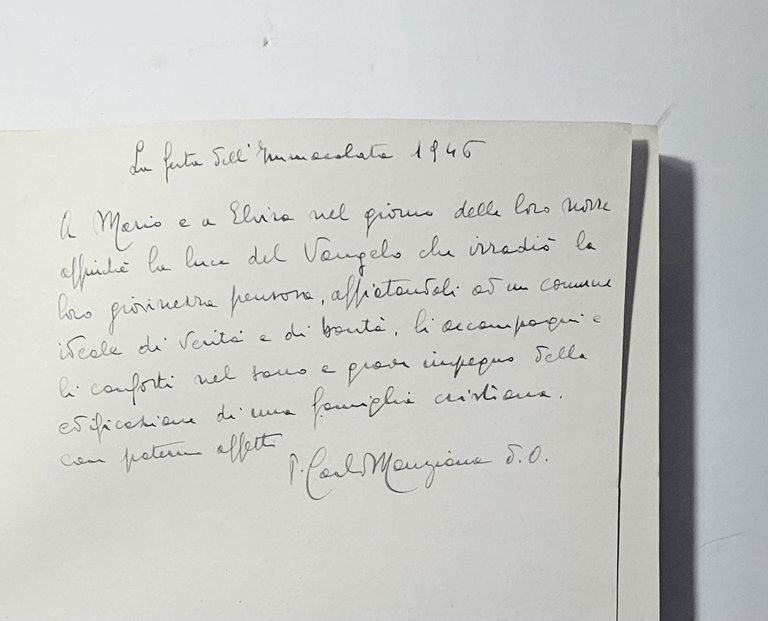 La festa dell'Immacolata 1946
A Mario e a Elvira nel giorno delle loro nozze
affinchè la luce del Vangelo che irradiò la
loro giovinezza pensosa, affiatandoli ad un comune
ideale di verità e di bontà, li accompagni e
li conforti nel santo e grave impegno della
edificazione di una famiglia cristiana.
con paterno affetto
P. Carlo Manziana d. O.